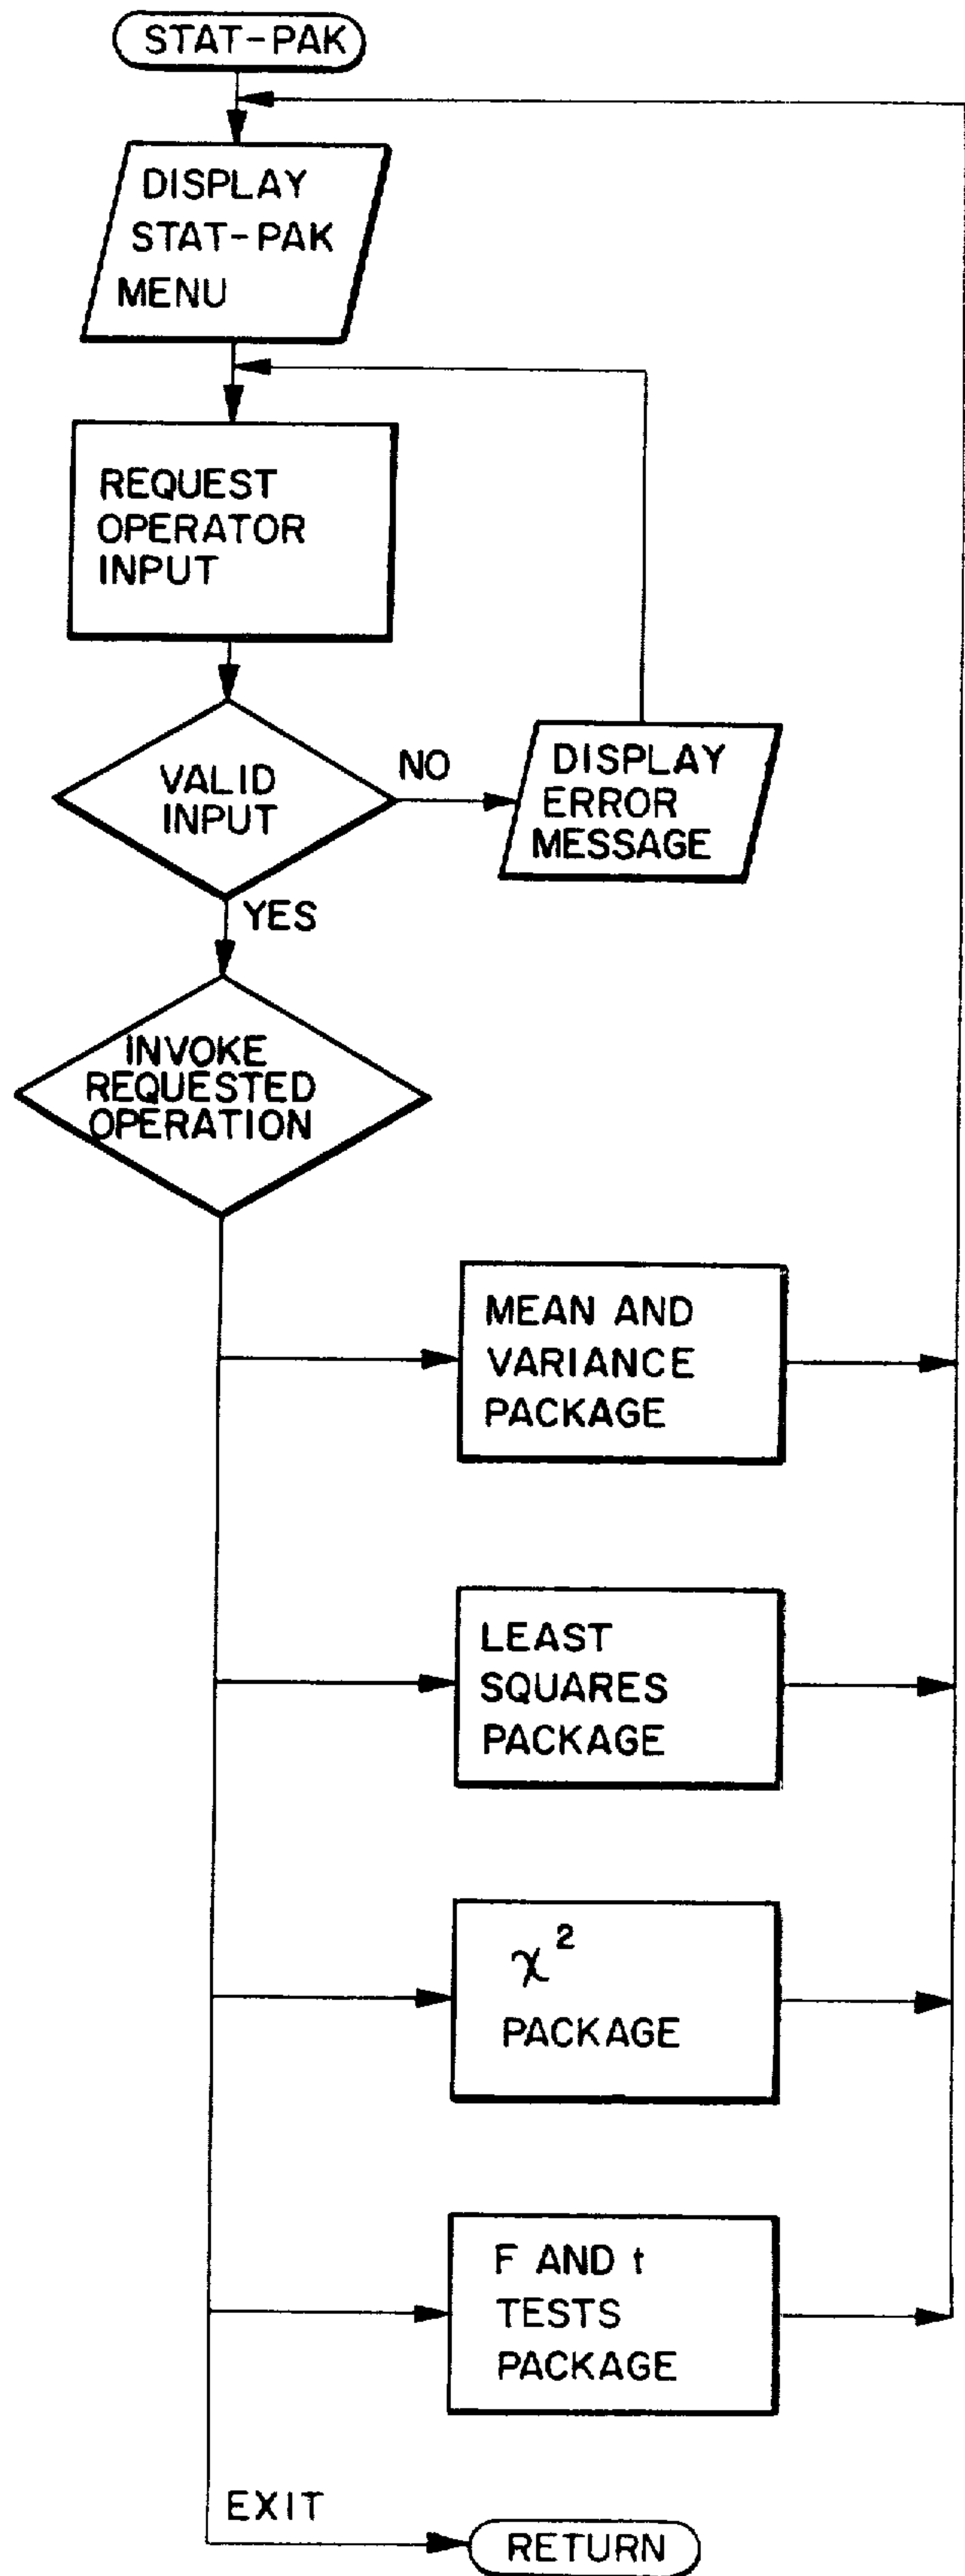 STAT-PAK
DISPLAY
STAT-PAK
MENU
REQUEST
OPERATOR
INPUT
VALID
INPUT
NO
DISPLAY
ERROR
MESSAGE
YES
INVOKE
REQUESTED
OPERATION
MEAN AND
VARIANCE
PACKAGE
LEAST
SQUARES
PACKAGE
χ²
PACKAGE
F AND t
TESTS
PACKAGE
EXIT
RETURN